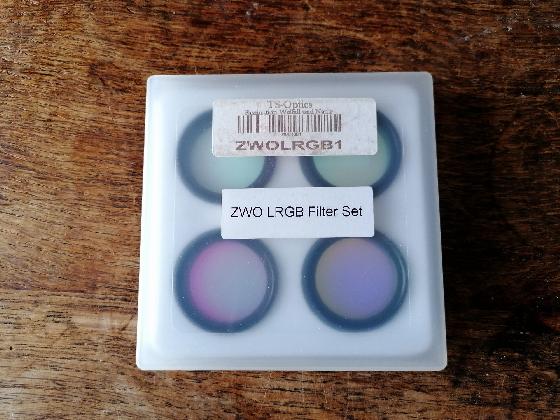 TS-Optics
ZWOLRGB1
ZWO LRGB Filter Set